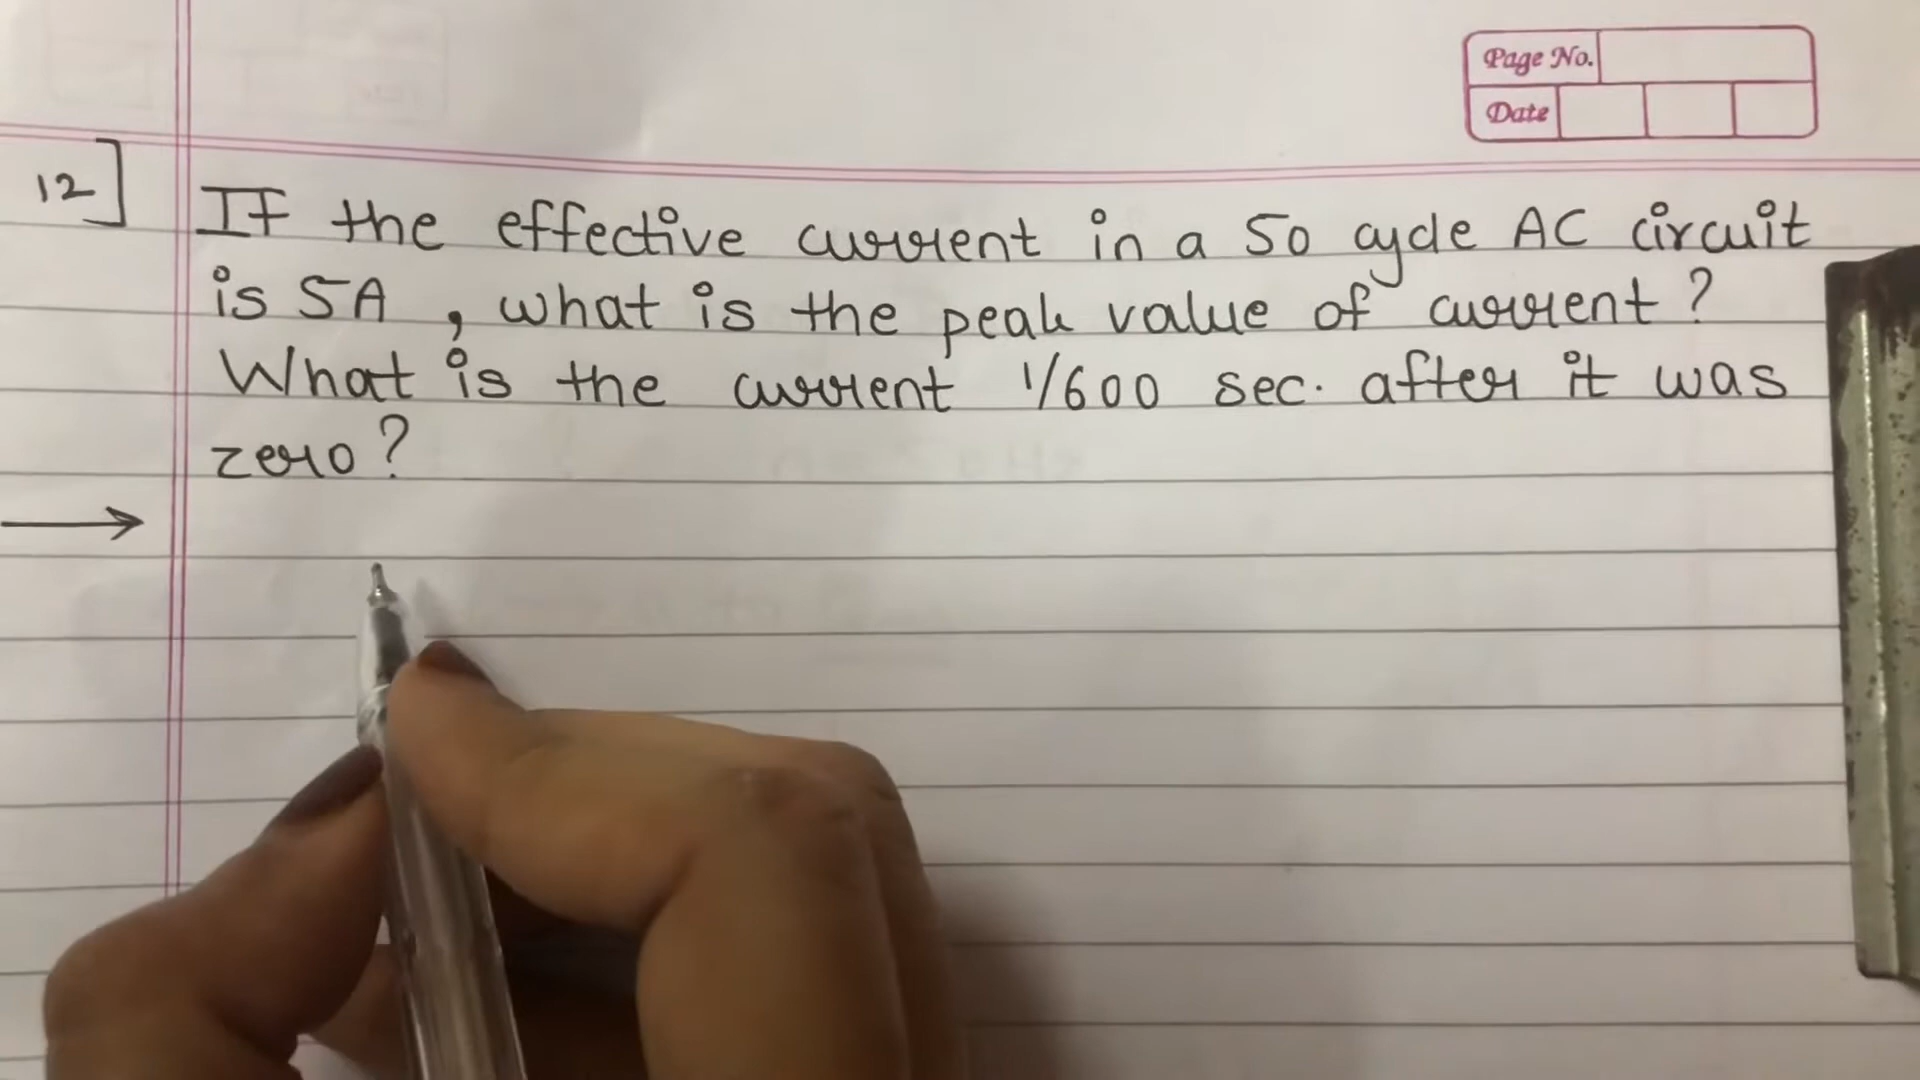 Page No.
Date
12]
If the effective current in a 50 cycle AC circuit
is 5A, what is the peak value of current?
What is the current 1/600 sec. after it was
zero?